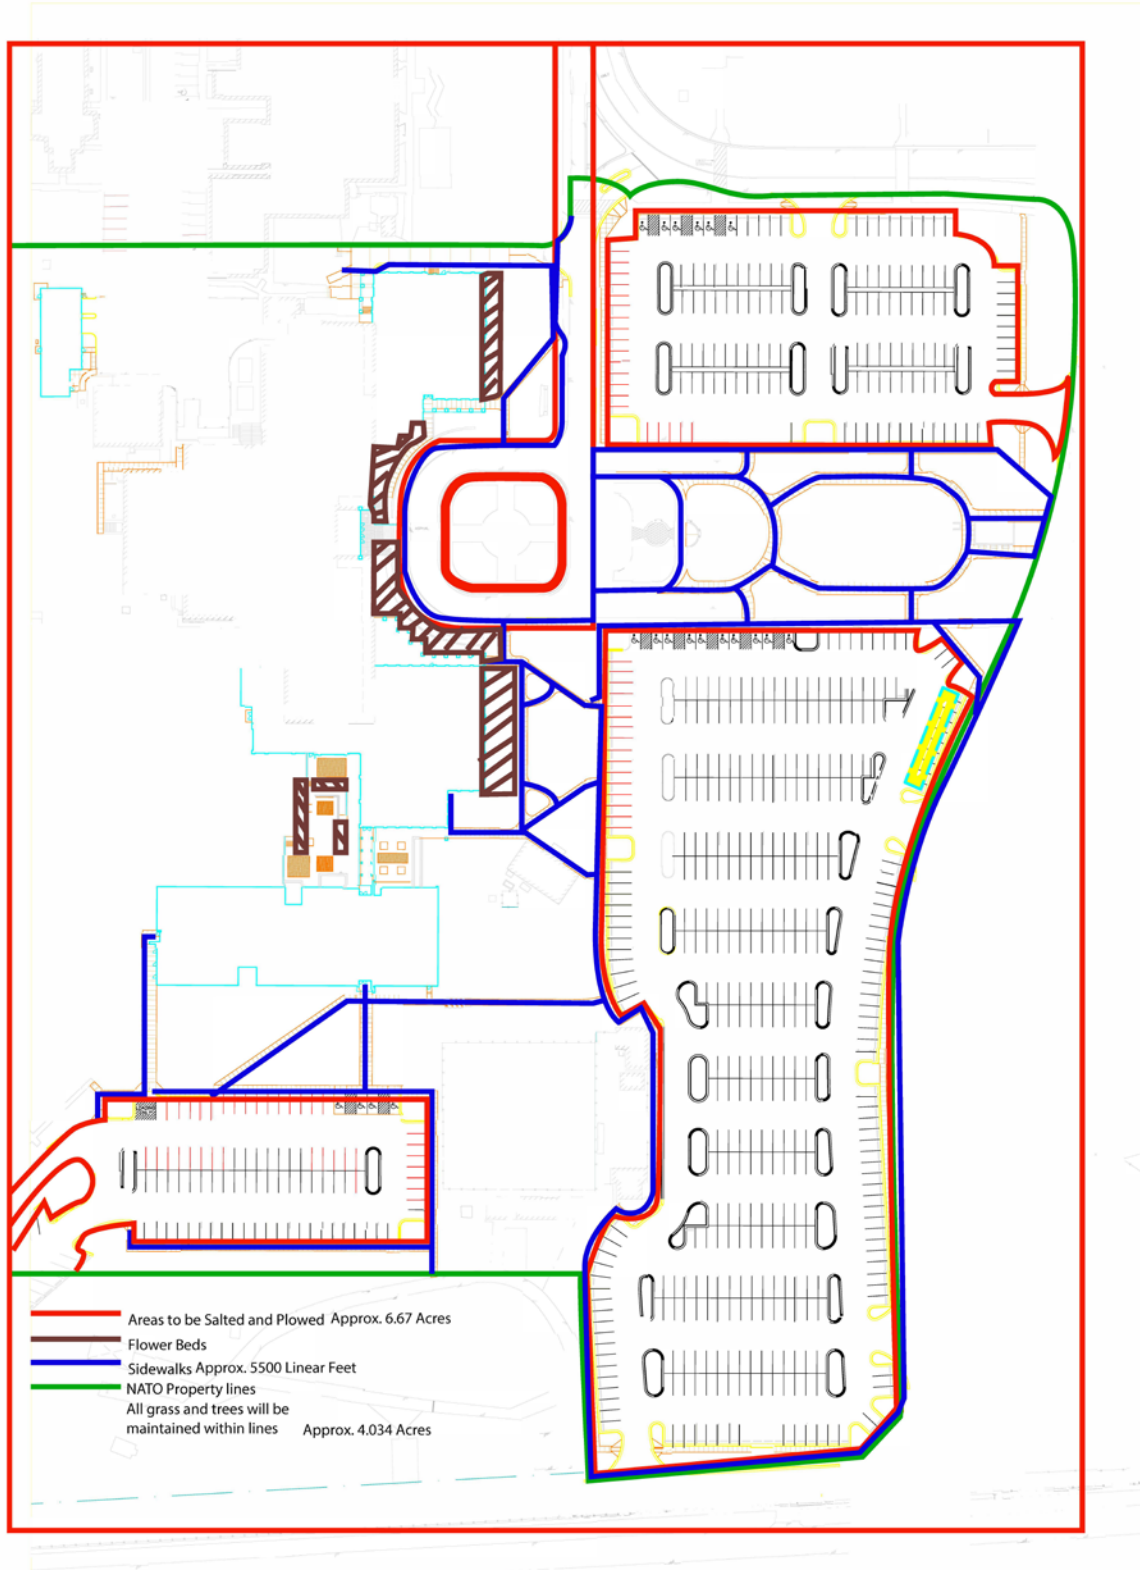 Areas to be Salted and Plowed Approx. 6.67 Acres
Flower Beds
Sidewalks Approx. 5500 Linear Feet
NATO Property lines
All grass and trees will be
maintained within lines Approx. 4.034 Acres